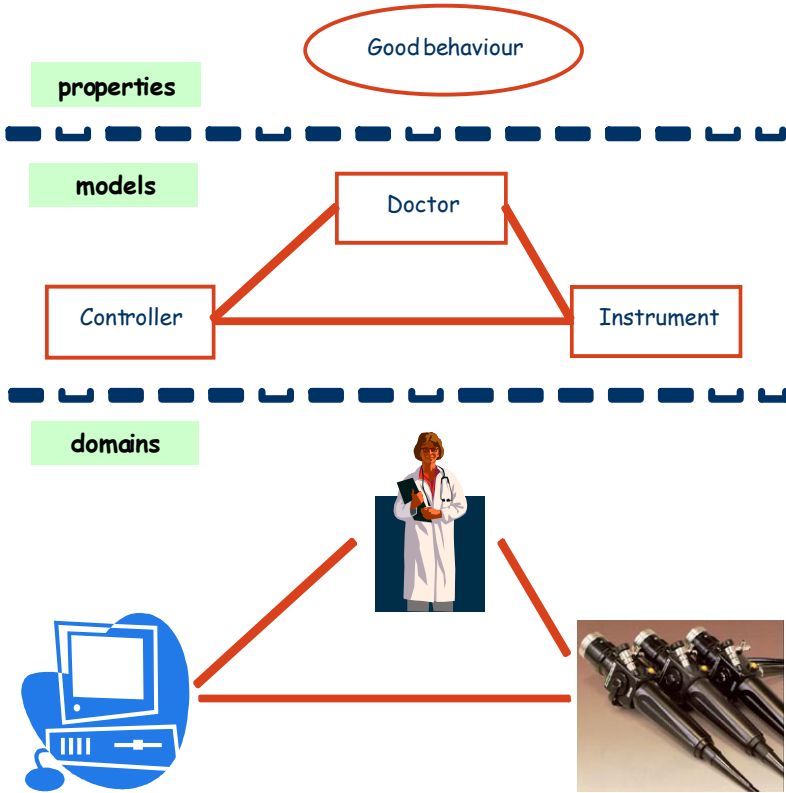 Good behaviour
properties
models
Doctor
Controller
Instrument
domains